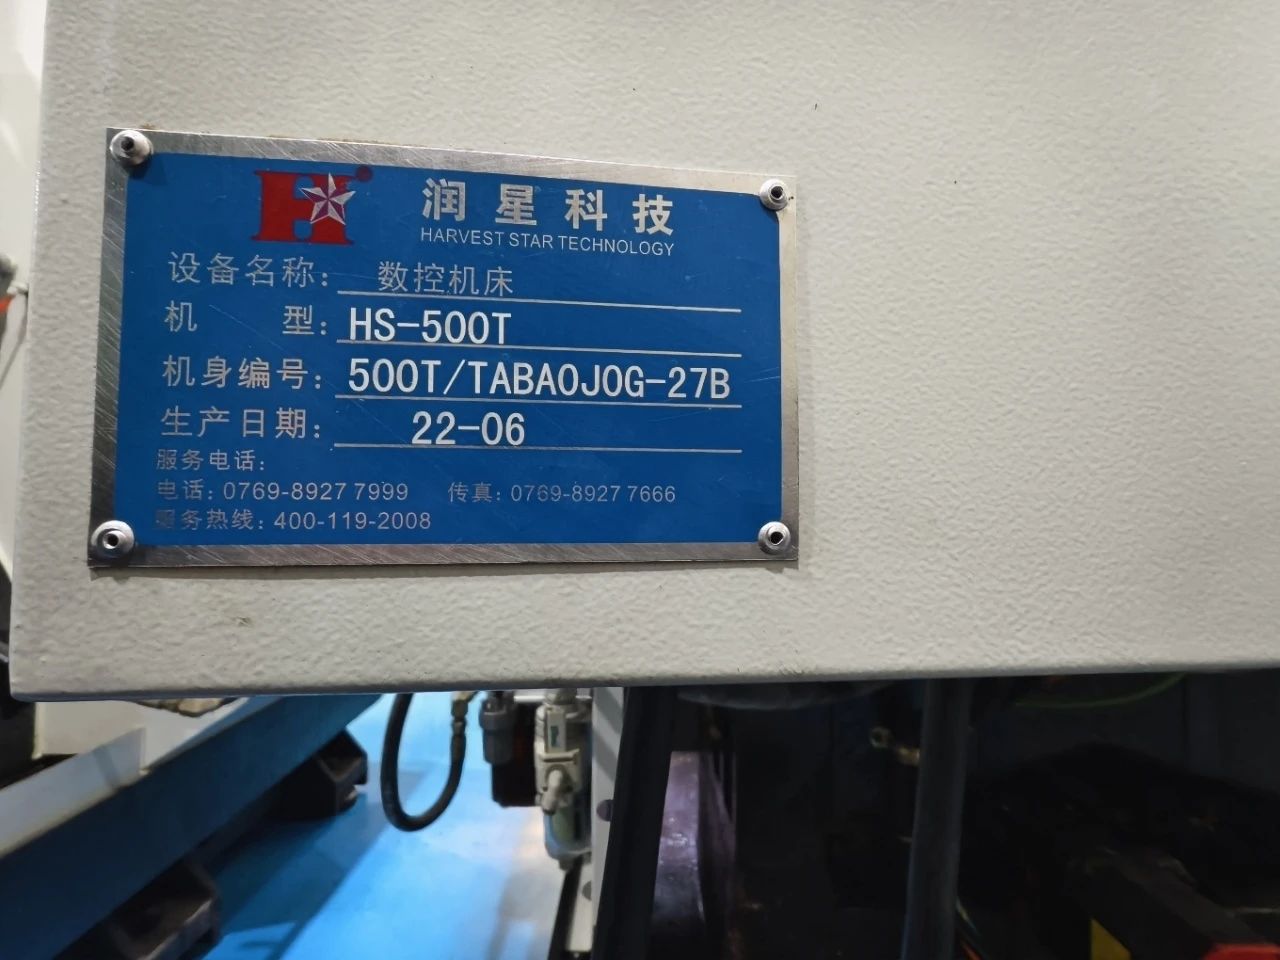 H
润星科技
HARVEST STAR TECHNOLOGY
设备名称: 数控机床
机 型: HS-500T
机身编号: 500T/TABAOJOG-27B
生产日期: 22-06
服务电话:
电话: 0769-8927 7999 传真: 0769-8927 7666
服务热线: 400-119-2008